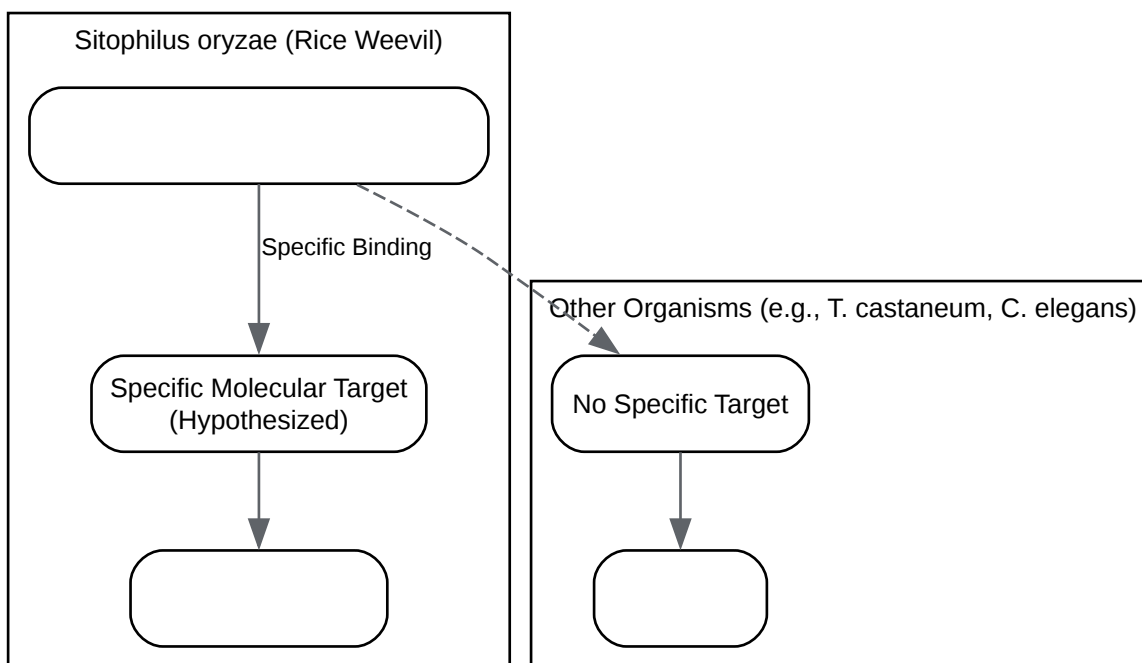 Sitophilus oryzae (Rice Weevil)
Specific Binding
Other Organisms (e.g., T. castaneum, C. elegans)
Specific Molecular Target
(Hypothesized)
No Specific Target